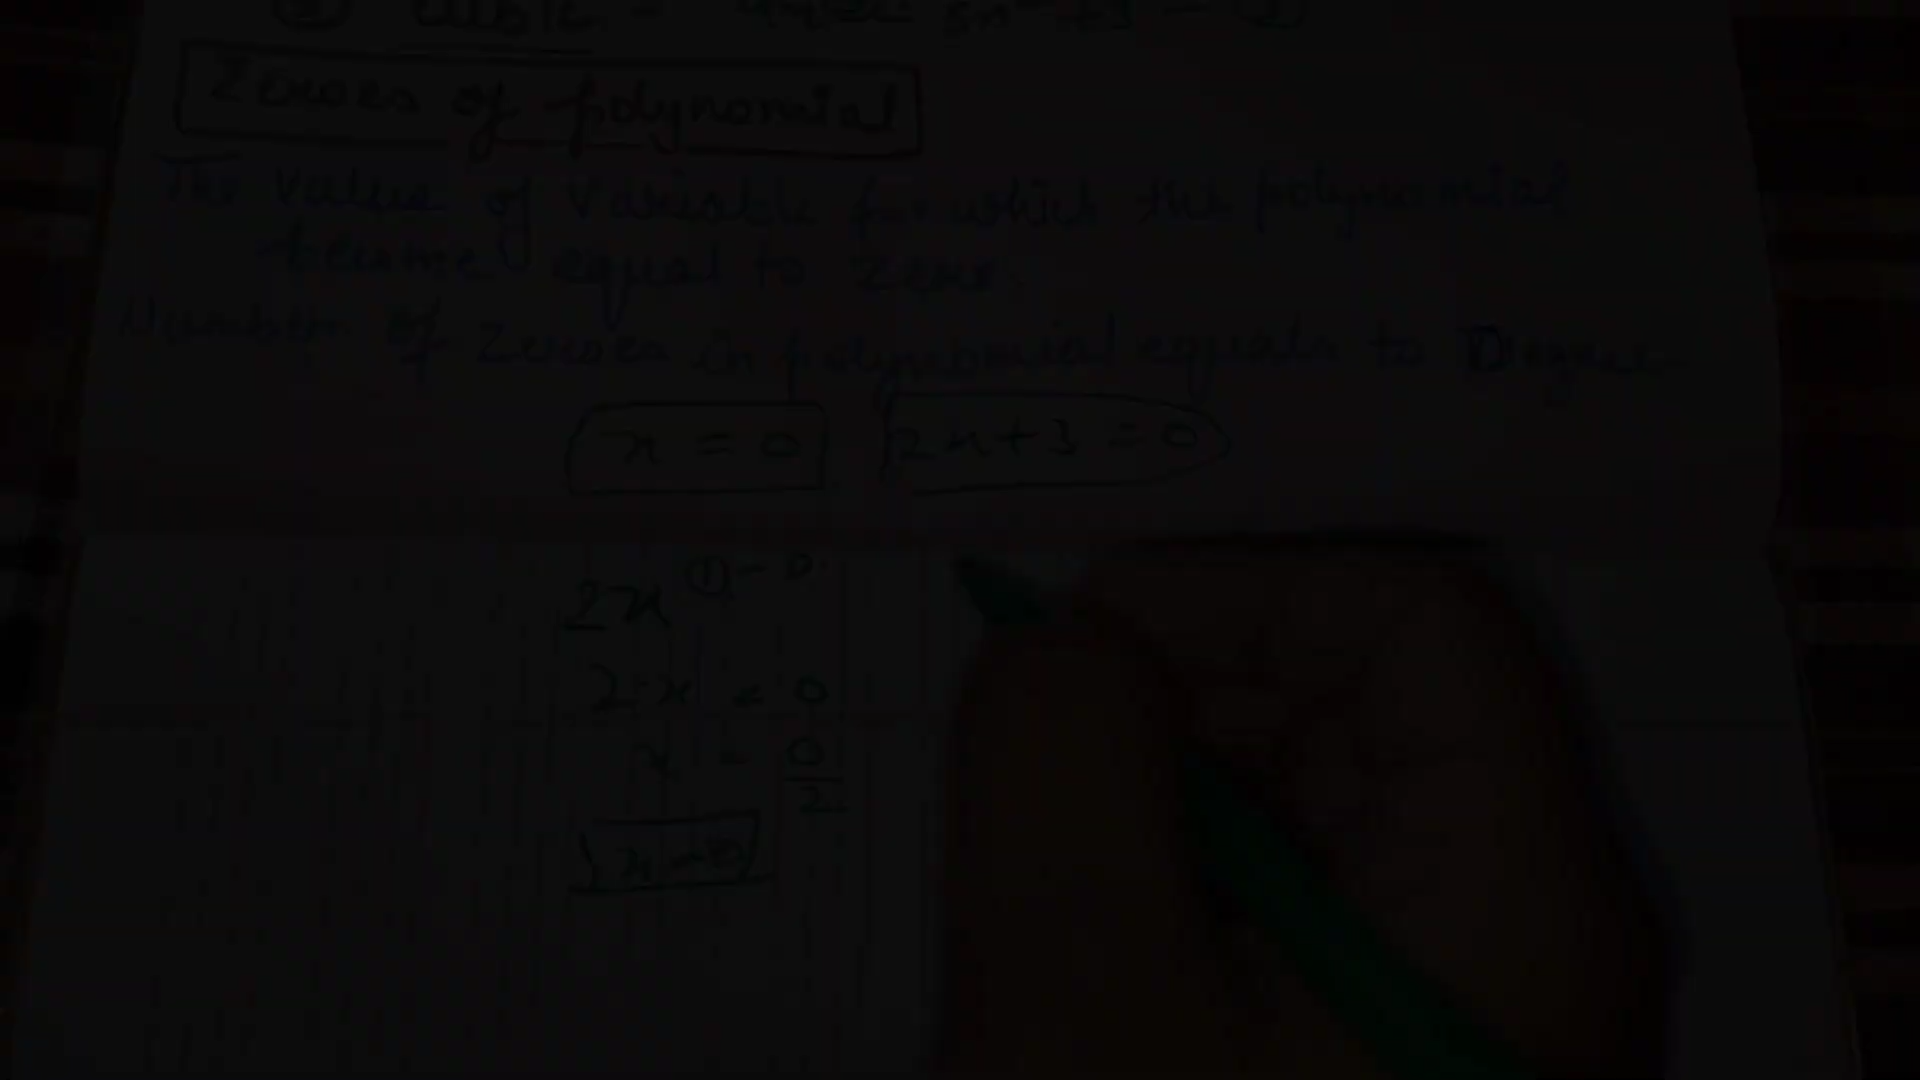 Zeroes of polynomial
The value of variable for which the polynomial
become equal to zero.
Number of zeroes in polynomial equals to Degree
x = 0 2x+3 = 0
2x
2x = 0
x = 0/2
x = 0